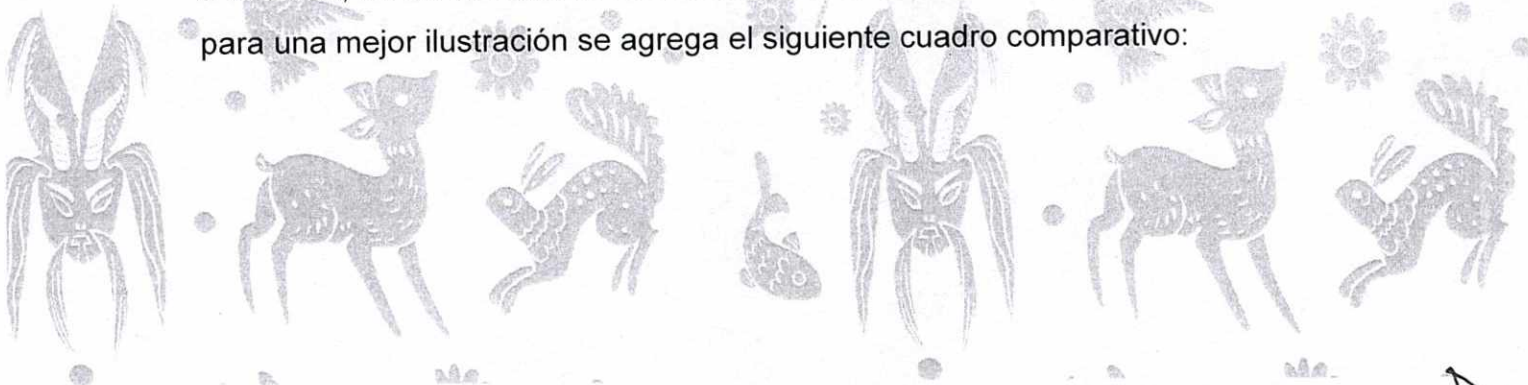 para una mejor ilustración se agrega el siguiente cuadro comparativo: